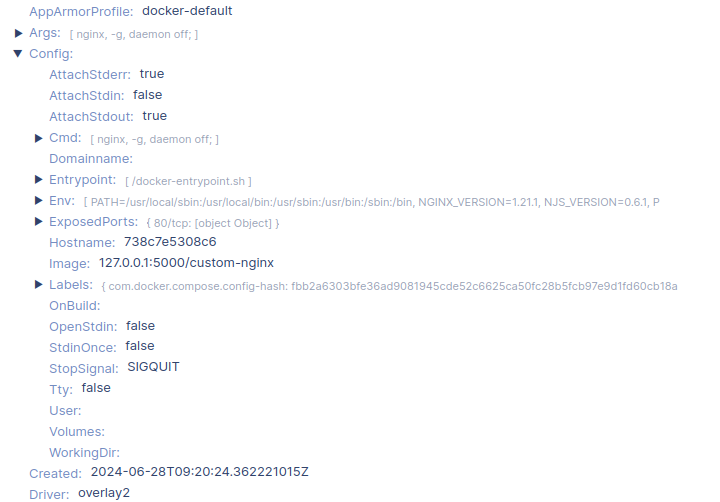 AppArmorProfile: docker-default
Args: [ nginx, -g, daemon off; ]
Config:
AttachStderr: true
AttachStdin: false
AttachStdout: true
Cmd: [ nginx, -g, daemon off; ]
Domainname:
Entrypoint: [ /docker-entrypoint.sh ]
Env: [ PATH=/usr/local/sbin:/usr/local/bin:/usr/sbin:/usr/bin:/sbin:/bin, NGINX_VERSION=1.21.1, NJS_VERSION=0.6.1, P
ExposedPorts: { 80/tcp: [object Object] }
Hostname: 738c7e5308c6
Image: 127.0.0.1:5000/custom-nginx
Labels: { com.docker.compose.config-hash: fbb2a6303bfe36ad9081945cde52c6625ca50fc28b5fcb97e9d1fd60cb18a
OnBuild:
OpenStdin: false
StdinOnce: false
StopSignal: SIGQUIT
Tty: false
User:
Volumes:
WorkingDir:
Created: 2024-06-28T09:20:24.362221015Z
Driver: overlay2